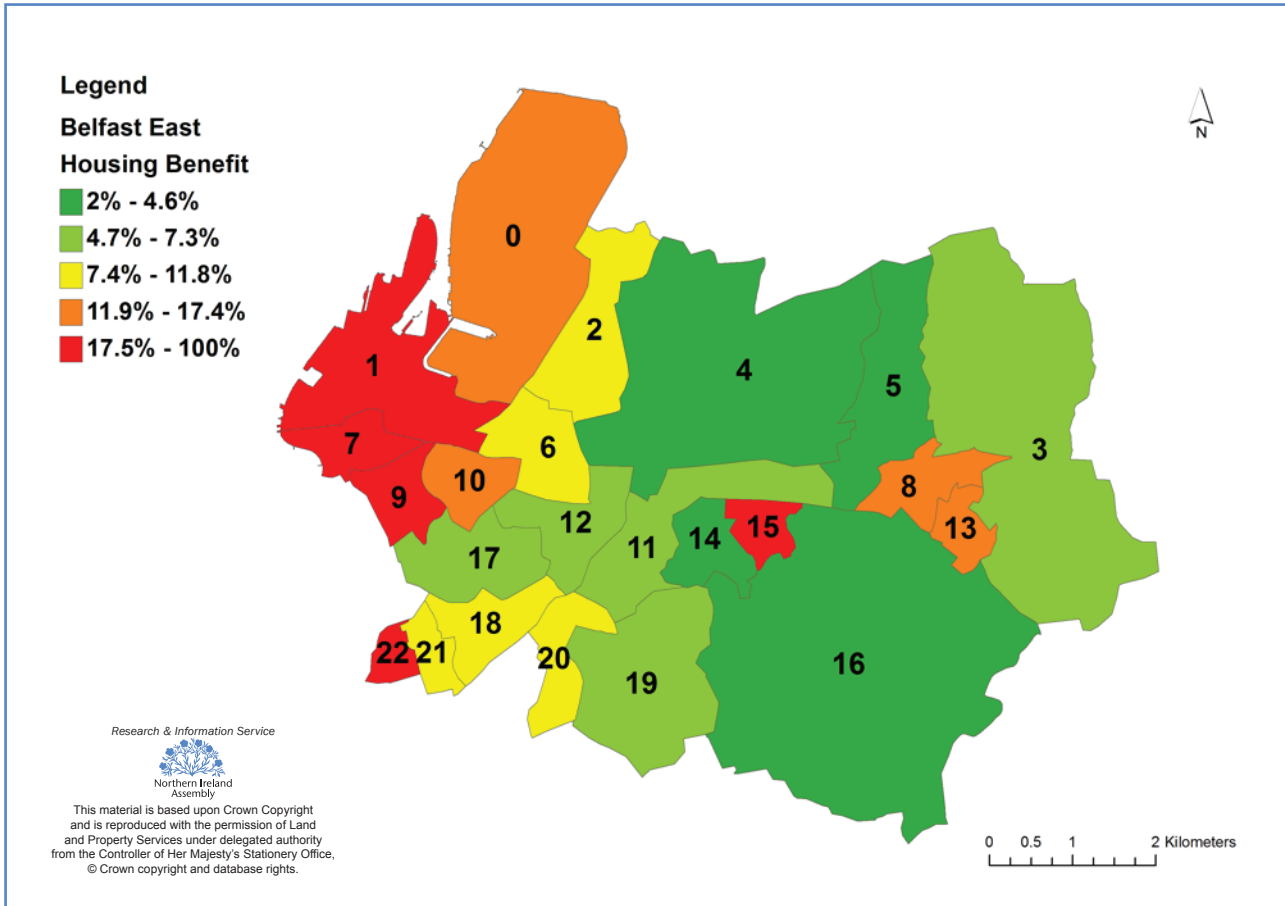 Legend
Belfast East
Housing Benefit
2% - 4.6%
4.7% - 7.3%
7.4% - 11.8%
11.9% - 17.4%
17.5% - 100%
N
0
1
2
4
5
3
6
7
8
10
9
12
13
15
14
11
17
18
22
21
20
16
19
Research & Information Service
Northern Ireland
Assembly
This material is based upon Crown Copyright
and is reproduced with the permission of Land
and Property Services under delegated authority
from the Controller of Her Majesty's Stationery Office,
© Crown copyright and database rights.
0 0.5 1 2 Kilometers